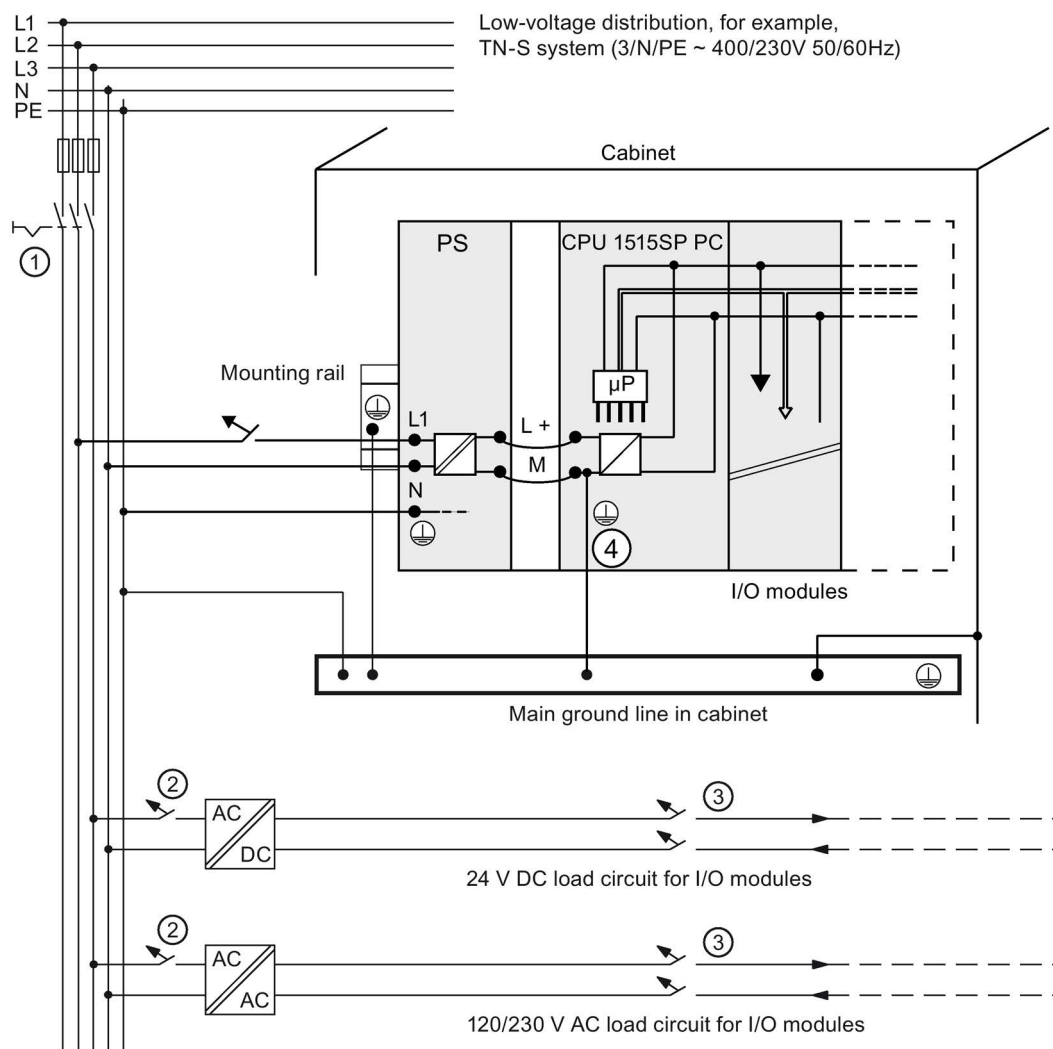 L1
L2
L3
N
PE
Low-voltage distribution, for example,
TN-S system (3/N/PE ~ 400/230V 50/60Hz)
Cabinet
1
PS
CPU 1515SP PC
Mounting rail
µP
L1
L +
M
N
4
I/O modules
Main ground line in cabinet
2
3
AC
DC
24 V DC load circuit for I/O modules
2
3
AC
AC
120/230 V AC load circuit for I/O modules